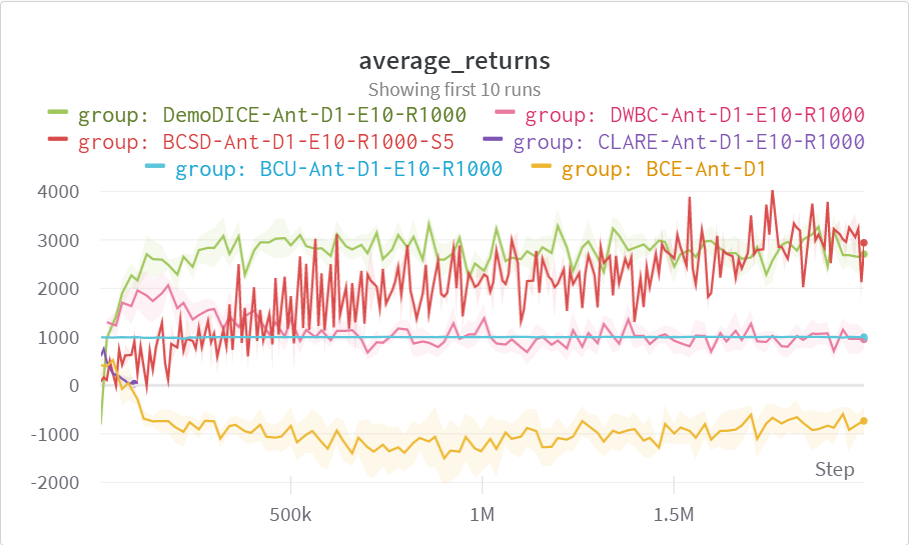 average_returns
Showing first 10 runs
group: DemoDICE-Ant-D1-E10-R1000 group: DWBC-Ant-D1-E10-R1000
group: BCSD-Ant-D1-E10-R1000-S5 group: CLARE-Ant-D1-E10-R1000
group: BCU-Ant-D1-E10-R1000 group: BCE-Ant-D1
4000
3000
2000
1000
0
-1000
-2000
Step
500k 1M 1.5M